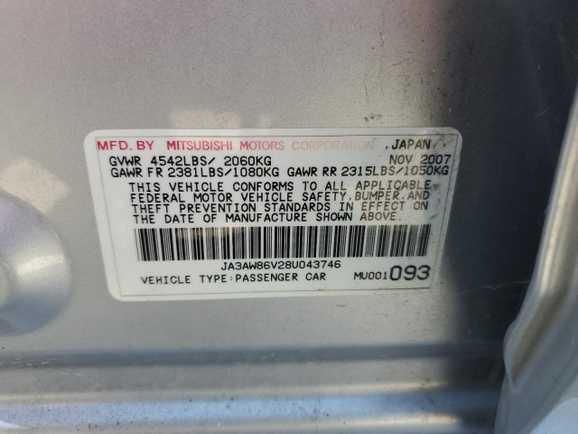 MFD. BY MITSUBISHI MOTORS CORPORATION, JAPAN
GVWR 4542LBS/ 2060KG NOV 2007
GAWR FR 2381LBS/1080KG GAWR RR 2315LBS/1050KG
THIS VEHICLE CONFORMS TO ALL APPLICABLE
FEDERAL MOTOR VEHICLE SAFETY, BUMPER, AND
THEFT PREVENTION STANDARDS IN EFFECT ON
THE DATE OF MANUFACTURE SHOWN ABOVE.
JA3AW86V28U043746
VEHICLE TYPE:PASSENGER CAR MU001093